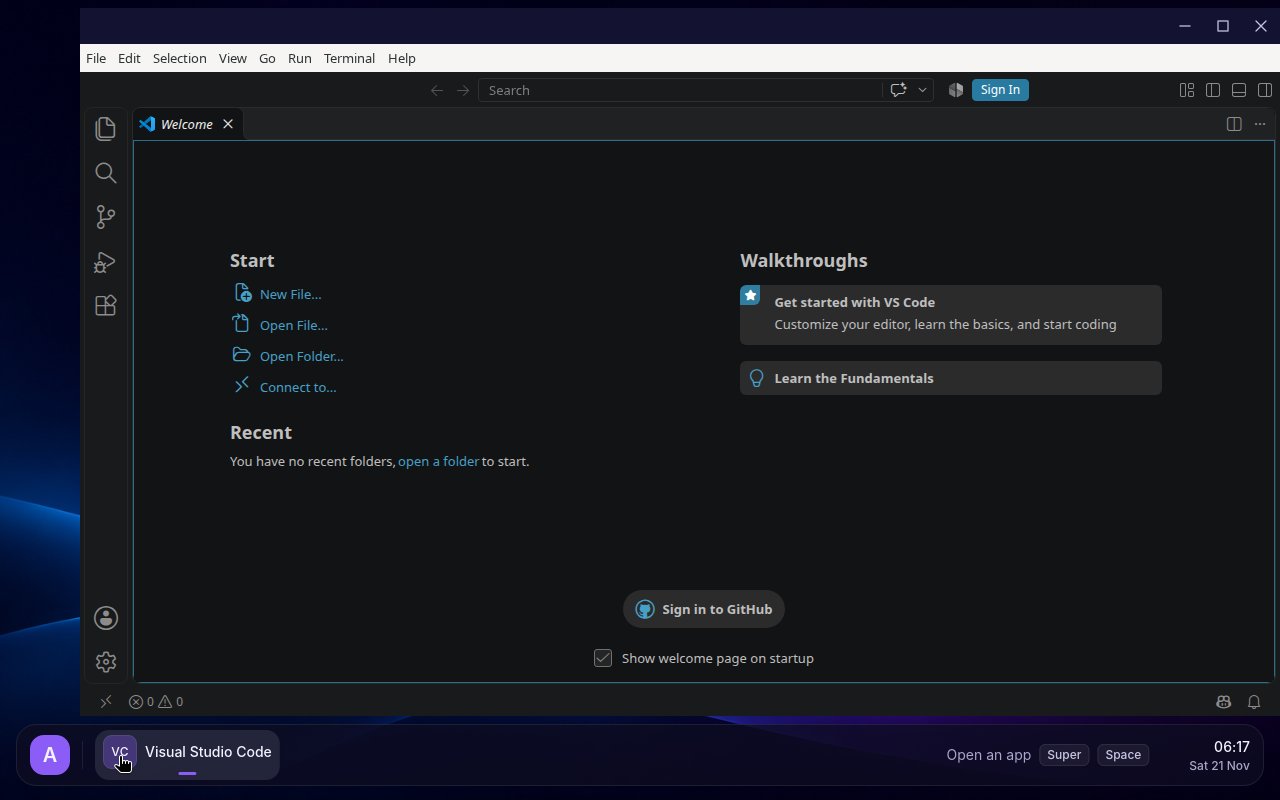 File Edit Selection View Go Run Terminal Help
Search
Sign In
Welcome
Start
New File...
Open File...
Open Folder...
Connect to...
Recent
You have no recent folders, open a folder to start.
Walkthroughs
Get started with VS Code
Customize your editor, learn the basics, and start coding
Learn the Fundamentals
Sign in to GitHub
Show welcome page on startup
0 0
A
VC
Visual Studio Code
Open an app Super Space
06:17
Sat 21 Nov